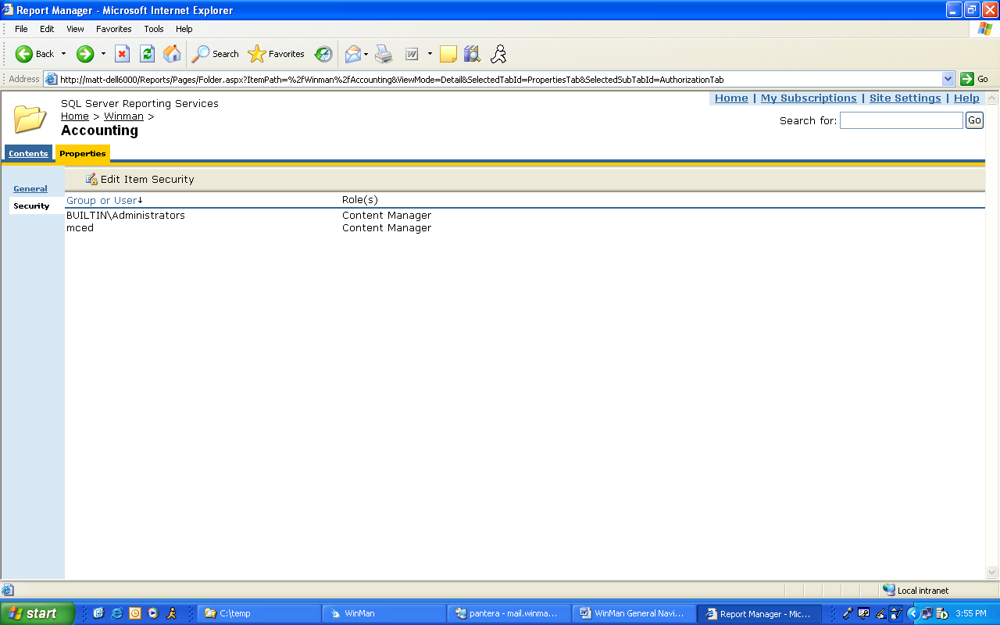 Report Manager - Microsoft Internet Explorer
File Edit View Favorites Tools Help
Back Search Favorites
Address http://matt-dell6000/Reports/Pages/Folder.aspx?ItemPath=%2fWinman%2fAccounting&ViewMode=Detail&SelectedTabId=PropertiesTab&SelectedSubTabId=AuthorizationTab Go
Home | My Subscriptions | Site Settings | Help
SQL Server Reporting Services
Home > Winman >
Accounting
Search for: Go
Contents Properties
General
Security
Edit Item Security
Group or User↓ Role(s)
BUILTIN\Administrators Content Manager
mced Content Manager
Local intranet
start C:\temp WinMan pantera - mail.winma... WinMan General Navi... Report Manager - Mic... 3:55 PM